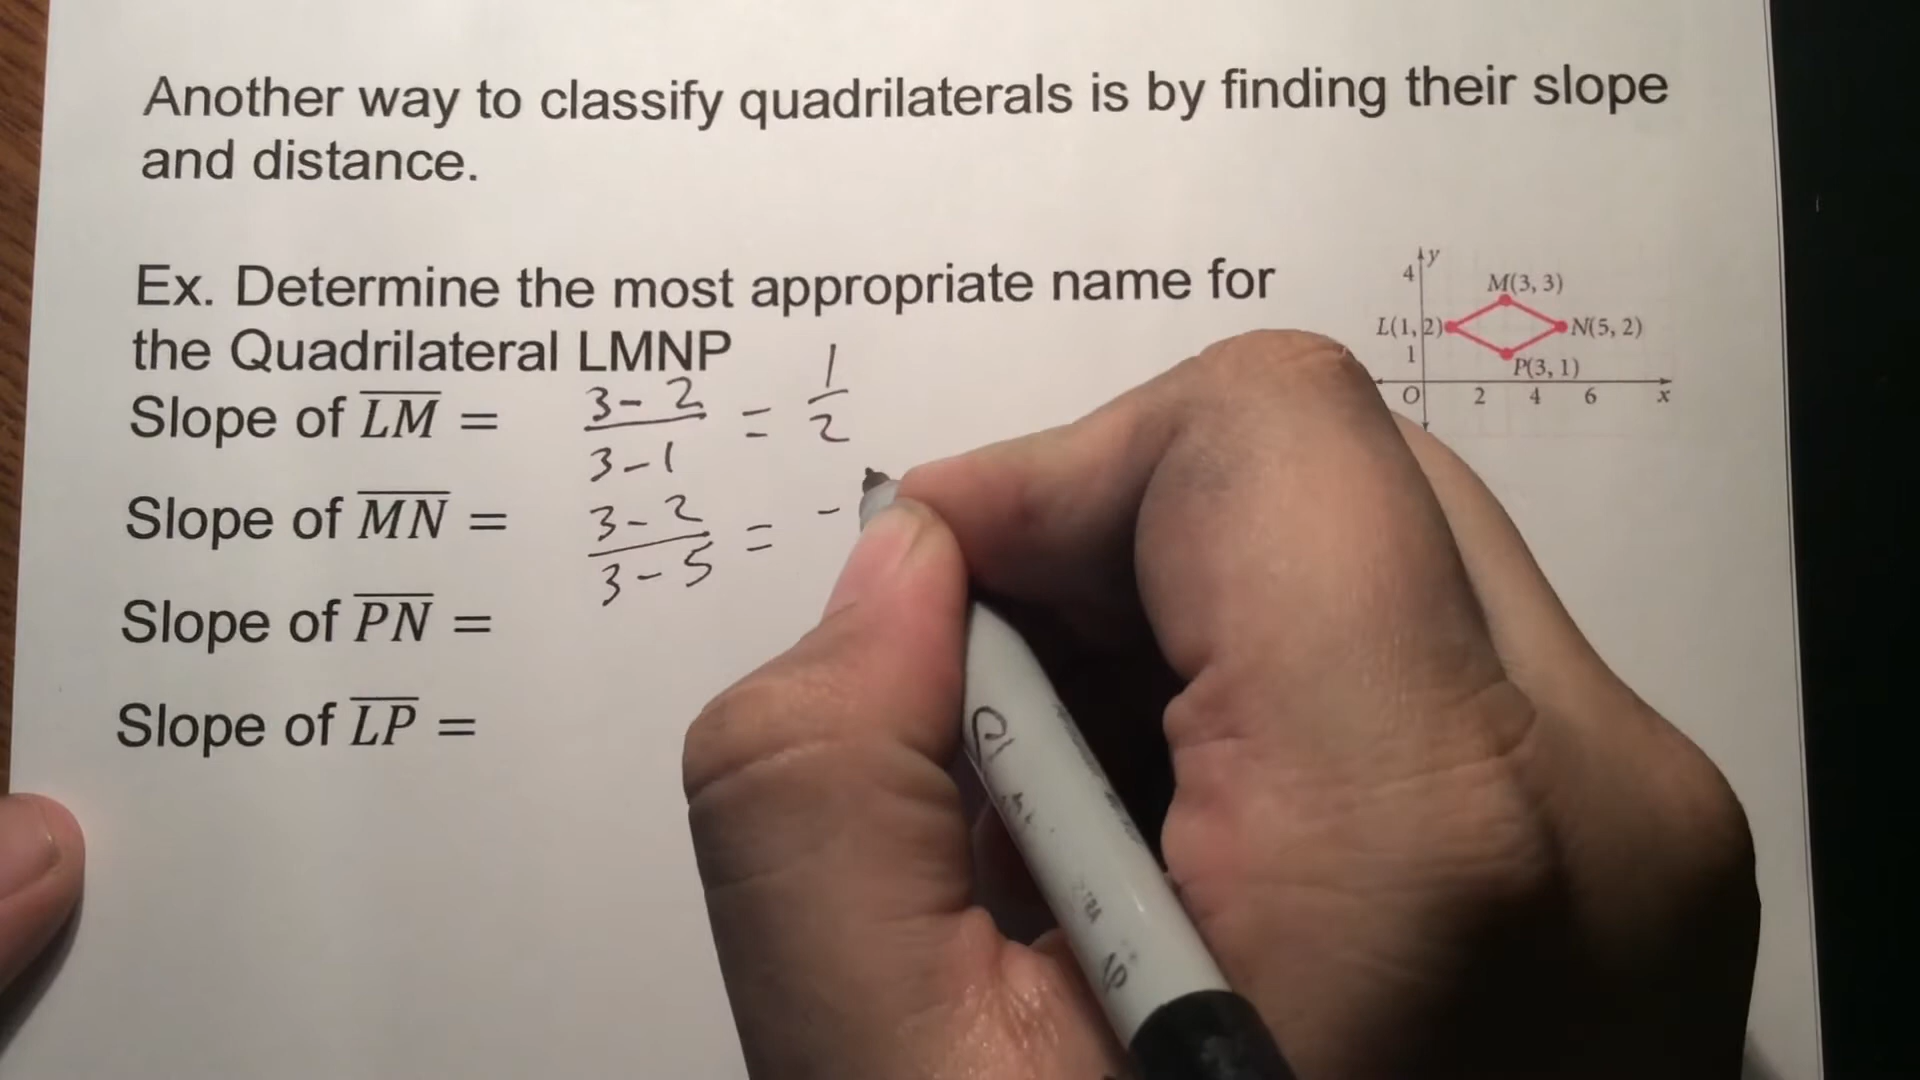 Another way to classify quadrilaterals is by finding their slope
and distance.
Ex. Determine the most appropriate name for
the Quadrilateral LMNP
Slope of LM = 3-2/3-1 = 1/2
Slope of MN = 3-2/3-5 = -
Slope of PN =
Slope of LP =
y
4
M(3, 3)
L(1, 2)
N(5, 2)
1
P(3, 1)
O 2 4 6 x